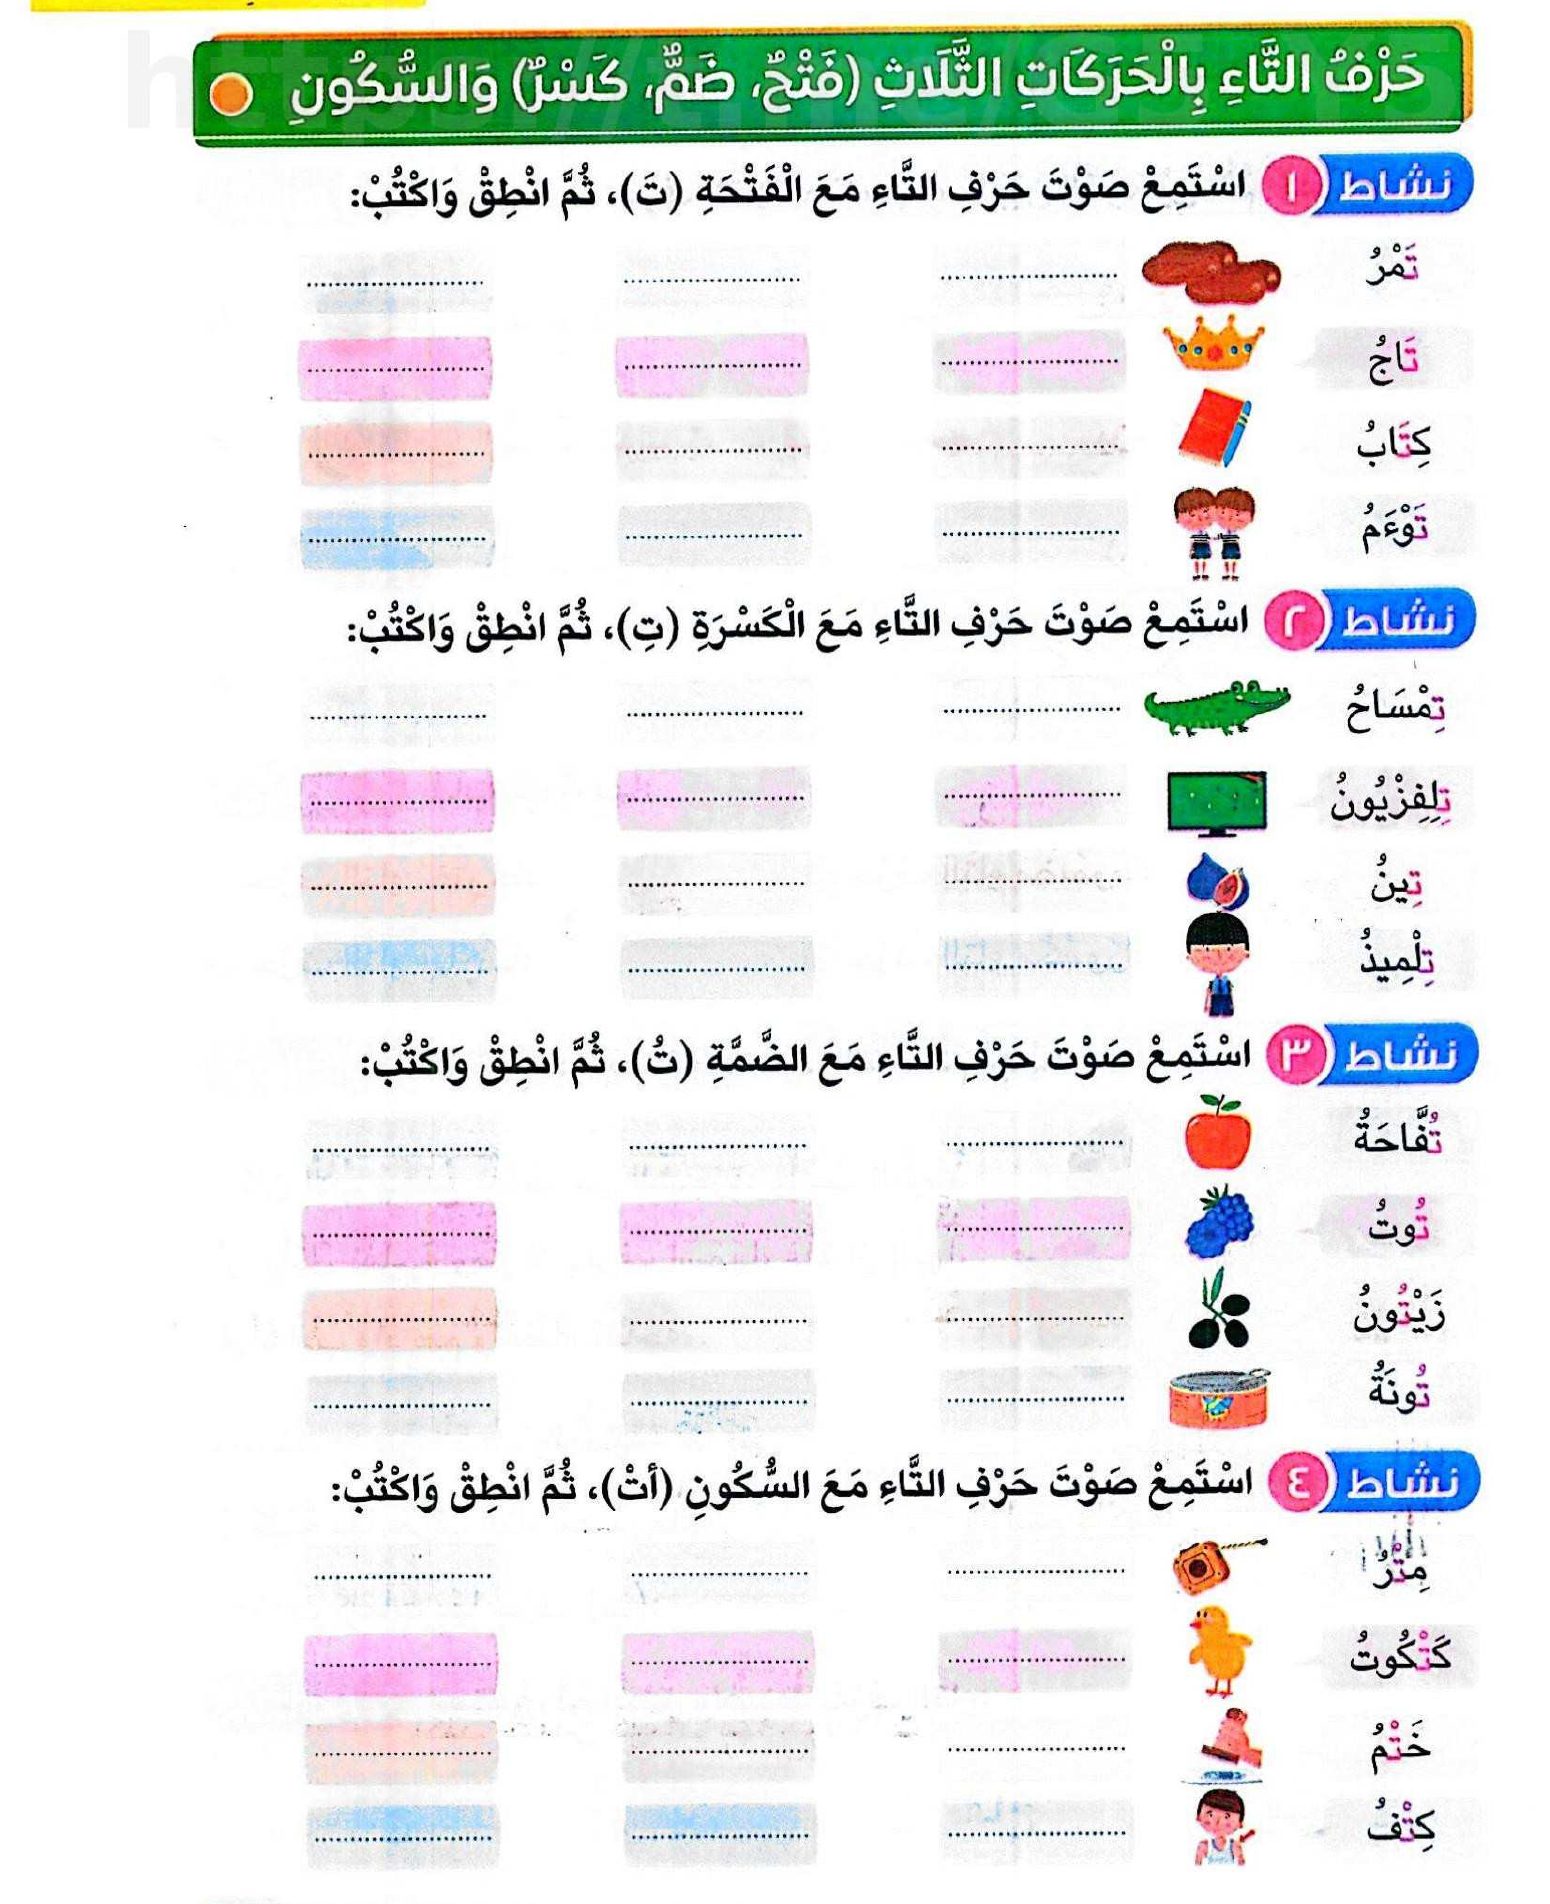 حَرْفُ التَّاءِ بِالْحَرَكَاتِ الثَّلَاثِ (فَتْحٌ، ضَمٌّ، كَسْرٌ) وَالسُّكُونِ
نشاط ١ اسْتَمِعْ صَوْتَ حَرْفِ التَّاءِ مَعَ الْفَتْحَةِ (تَ)، ثُمَّ انْطِقْ وَاكْتُبْ:
تَمْرُ
تَاجُ
كِتَابُ
تَوْءَمُ
نشاط ٢ اسْتَمِعْ صَوْتَ حَرْفِ التَّاءِ مَعَ الْكَسْرَةِ (تِ)، ثُمَّ انْطِقْ وَاكْتُبْ:
تِمْسَاحُ
تِلِفِزْيُونُ
تِينُ
تِلْمِيذُ
نشاط ٣ اسْتَمِعْ صَوْتَ حَرْفِ التَّاءِ مَعَ الضَّمَّةِ (تُ)، ثُمَّ انْطِقْ وَاكْتُبْ:
تُفَّاحَةُ
تُوتُ
زَيْتُونُ
تُونَةُ
نشاط ٤ اسْتَمِعْ صَوْتَ حَرْفِ التَّاءِ مَعَ السُّكُونِ (أتْ)، ثُمَّ انْطِقْ وَاكْتُبْ:
مِتْرُ
كَتْكُوتُ
خَتْمُ
كِتْفُ